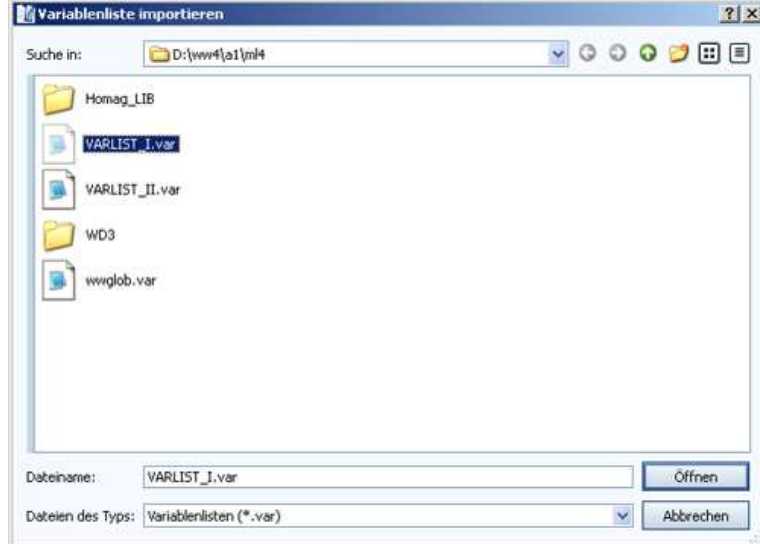 Variablenliste importieren
Suche in: D:\ww4\a1\ml4
Homag_LIB
VARLIST_I.var
VARLIST_II.var
WD3
wwglob.var
Dateiname: VARLIST_I.var Öffnen
Dateien des Typs: Variablenlisten (*.var) Abbrechen